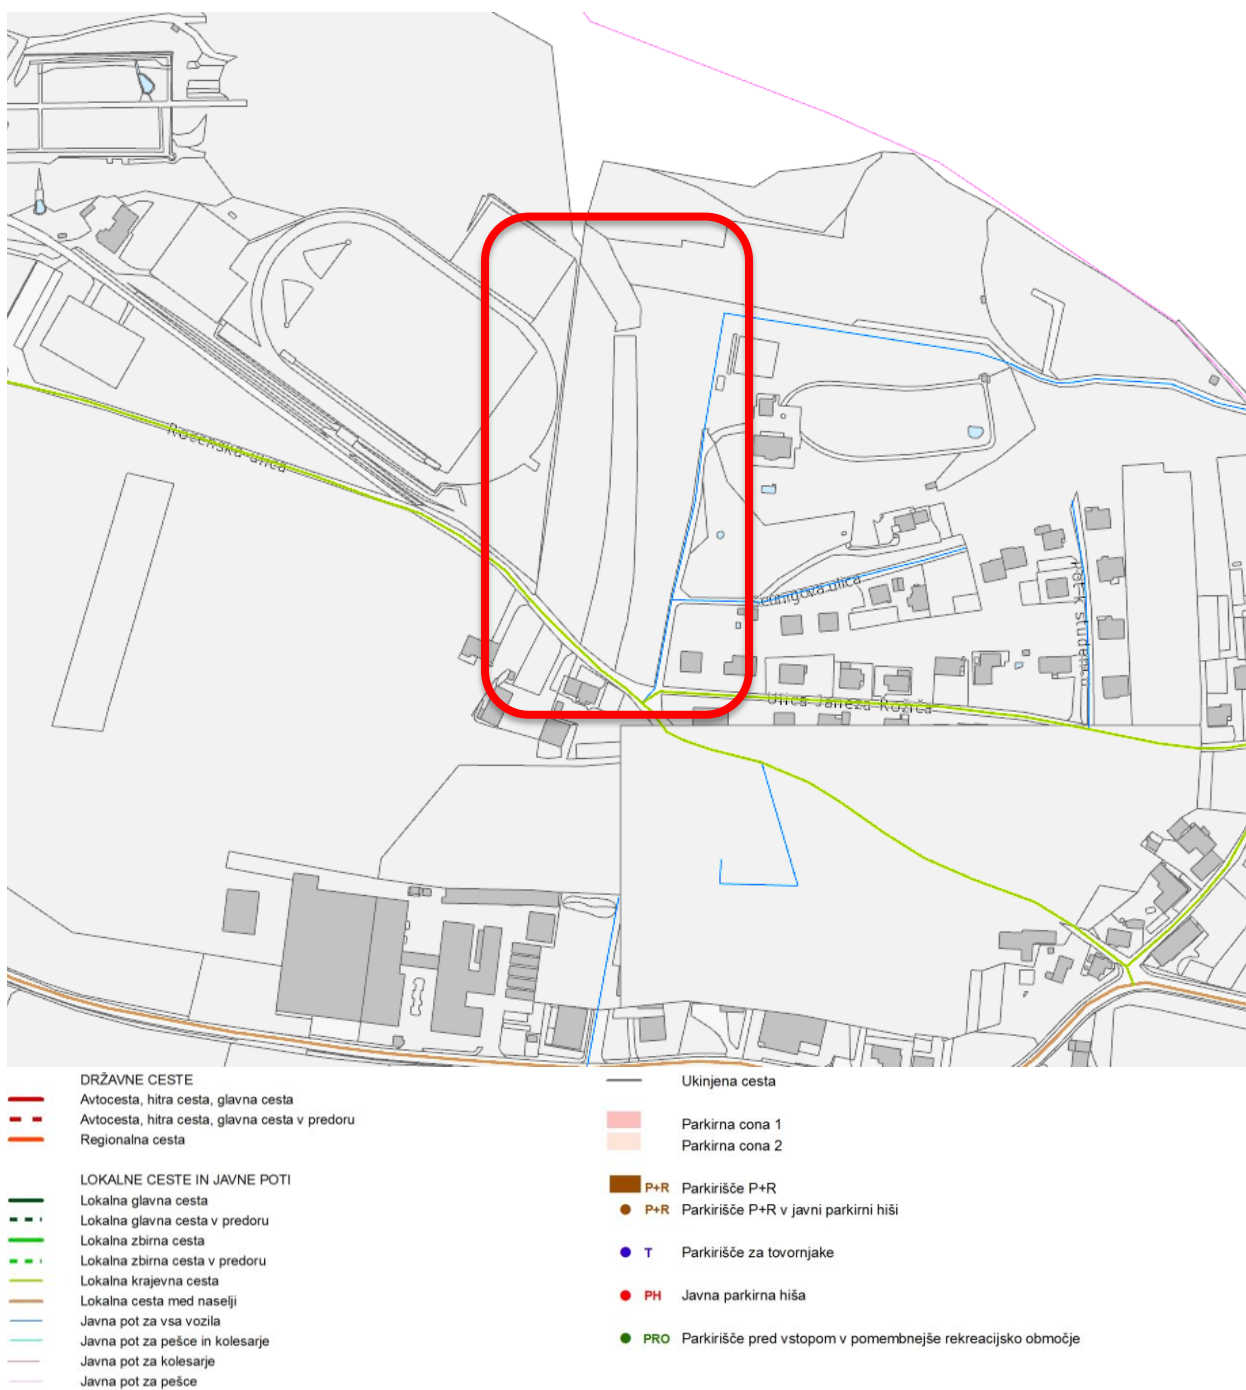 Rocenska ulica
Ulica Janeza Rožiča
DRŽAVNE CESTE
Avtocesta, hitra cesta, glavna cesta
Avtocesta, hitra cesta, glavna cesta v predoru
Regionalna cesta
LOKALNE CESTE IN JAVNE POTI
Lokalna glavna cesta
Lokalna glavna cesta v predoru
Lokalna zbirna cesta
Lokalna zbirna cesta v predoru
Lokalna krajevna cesta
Lokalna cesta med naselji
Javna pot za vsa vozila
Javna pot za pešce in kolesarje
Javna pot za kolesarje
Javna pot za pešce
Ukinjena cesta
Parkirna cona 1
Parkirna cona 2
P+R Parkirišče P+R
P+R Parkirišče P+R v javni parkirni hiši
T Parkirišče za tovornjake
PH Javna parkirna hiša
PRO Parkirišče pred vstopom v pomembnejše rekreacijsko območje